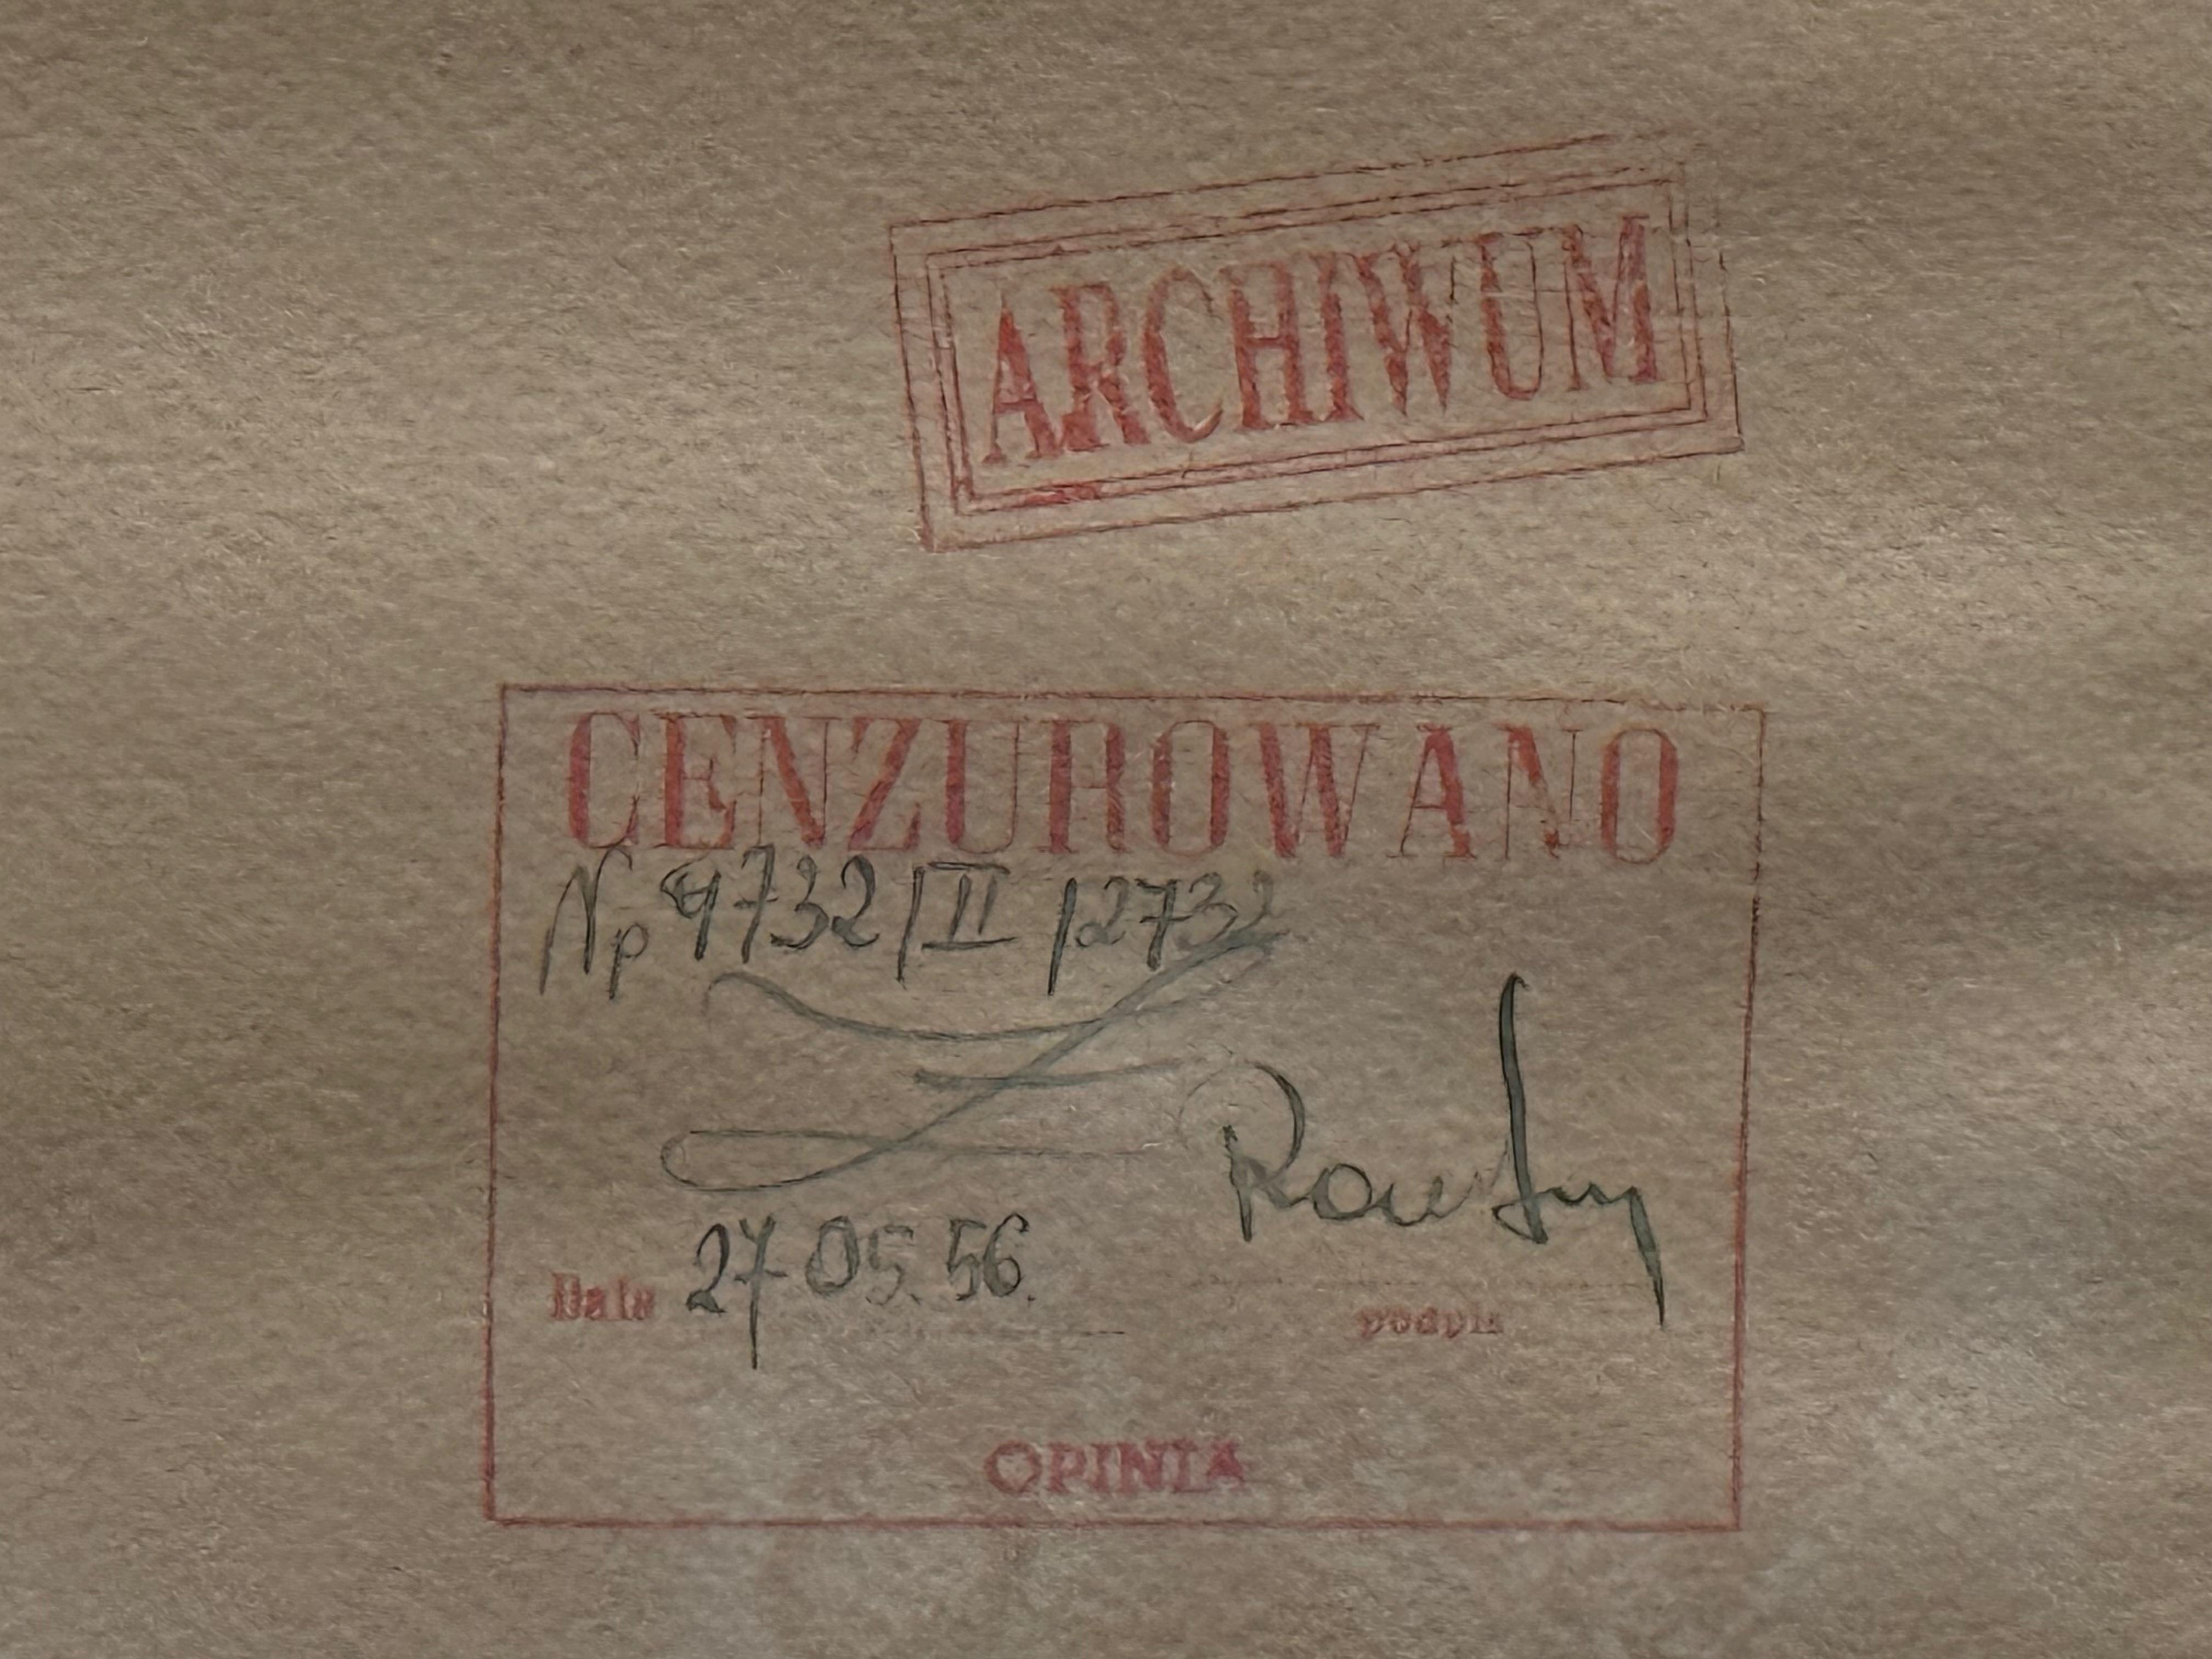 ARCHIWUM
CENZUROWANO
Np 9732/II/2732
Data 27 05. 56.
podpis
OPINIA